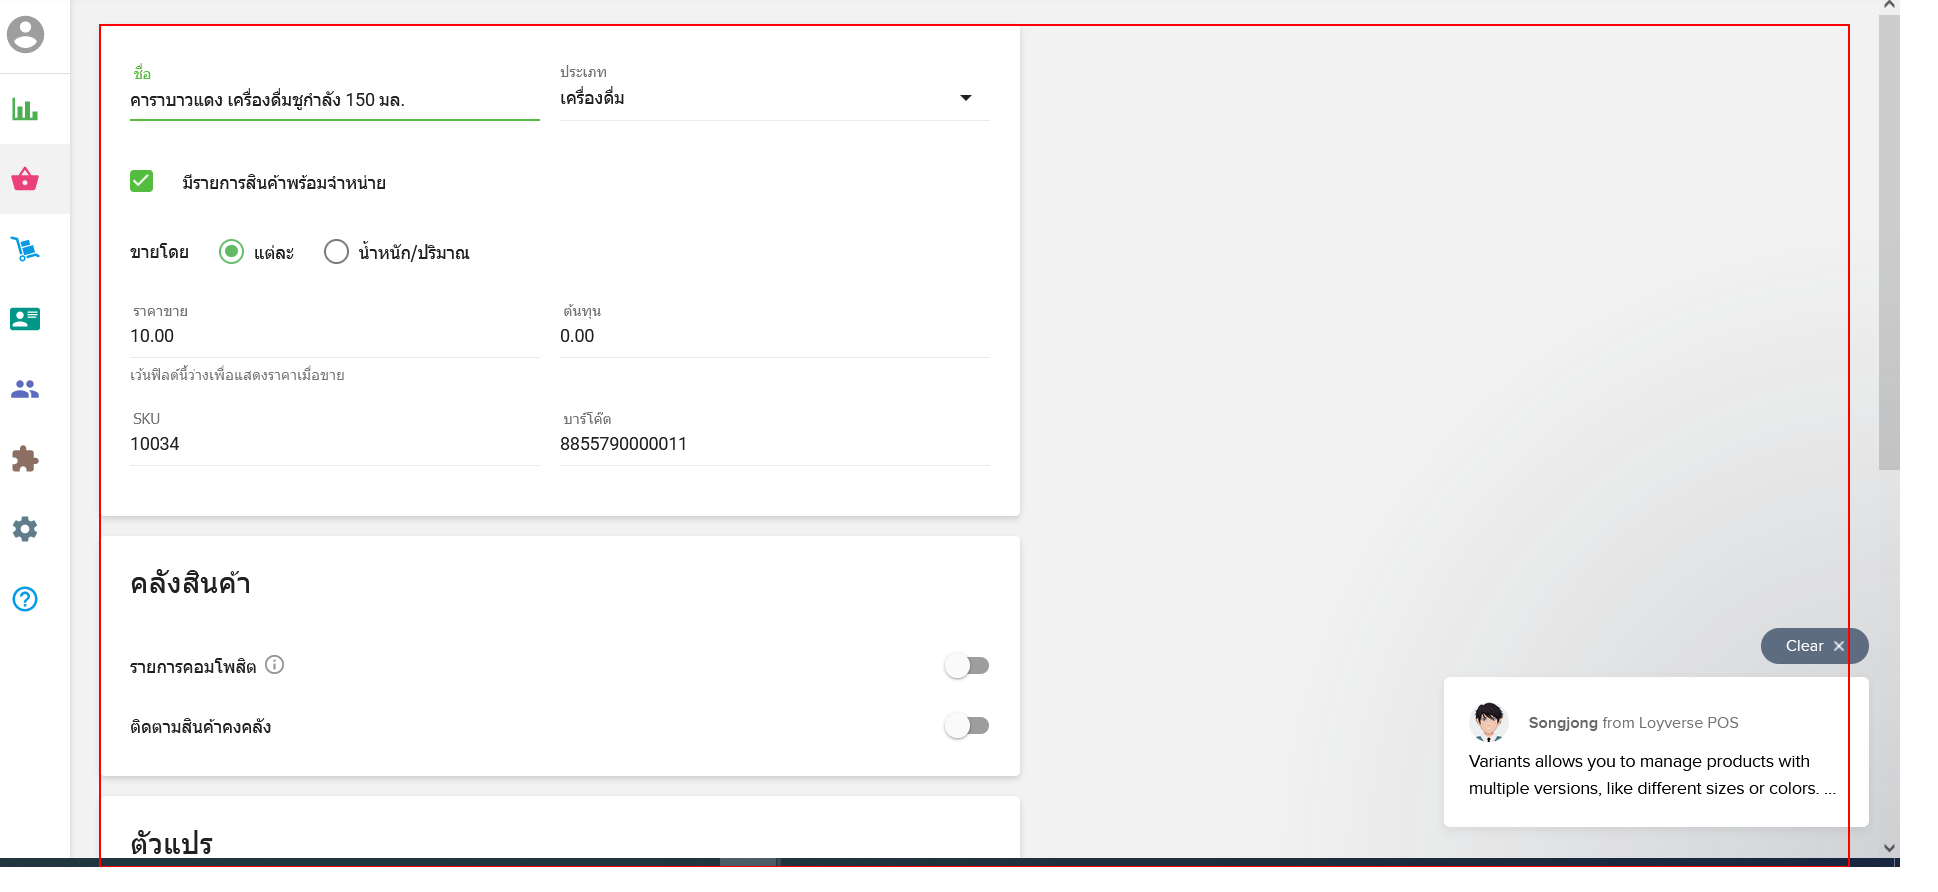 ชื่อ
คาราบาวแดง เครื่องดื่มชูกำลัง 150 มล.
ประเภท
เครื่องดื่ม
มีรายการสินค้าพร้อมจำหน่าย
ขายโดย แต่ละ น้ำหนัก/ปริมาณ
ราคาขาย
10.00
ต้นทุน
0.00
เว้นฟิลด์นี้ว่างเพื่อแสดงราคาเมื่อขาย
SKU
10034
บาร์โค๊ด
8855790000011
คลังสินค้า
รายการคอมโพสิต
ติดตามสินค้าคงคลัง
ตัวแปร
Clear
Songjong from Loyverse POS
Variants allows you to manage products with
multiple versions, like different sizes or colors. ...